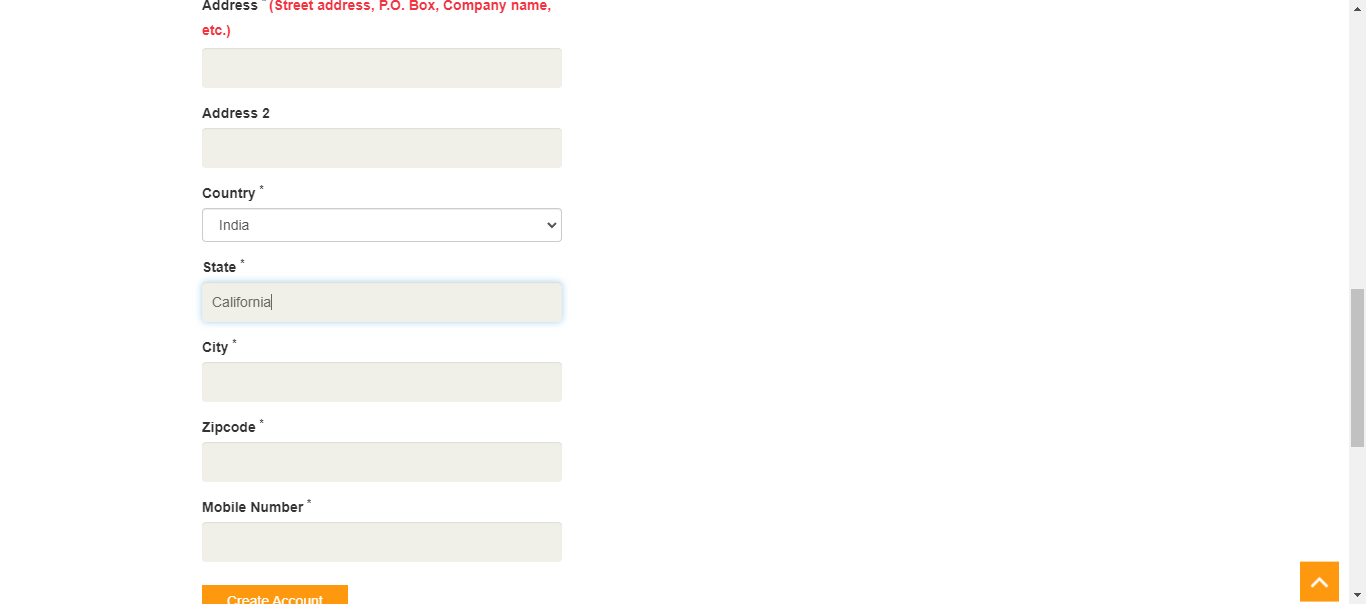 Address * (Street address, P.O. Box, Company name,
etc.)
Address 2
Country *
India
State *
California
City *
Zipcode *
Mobile Number *
Create Account